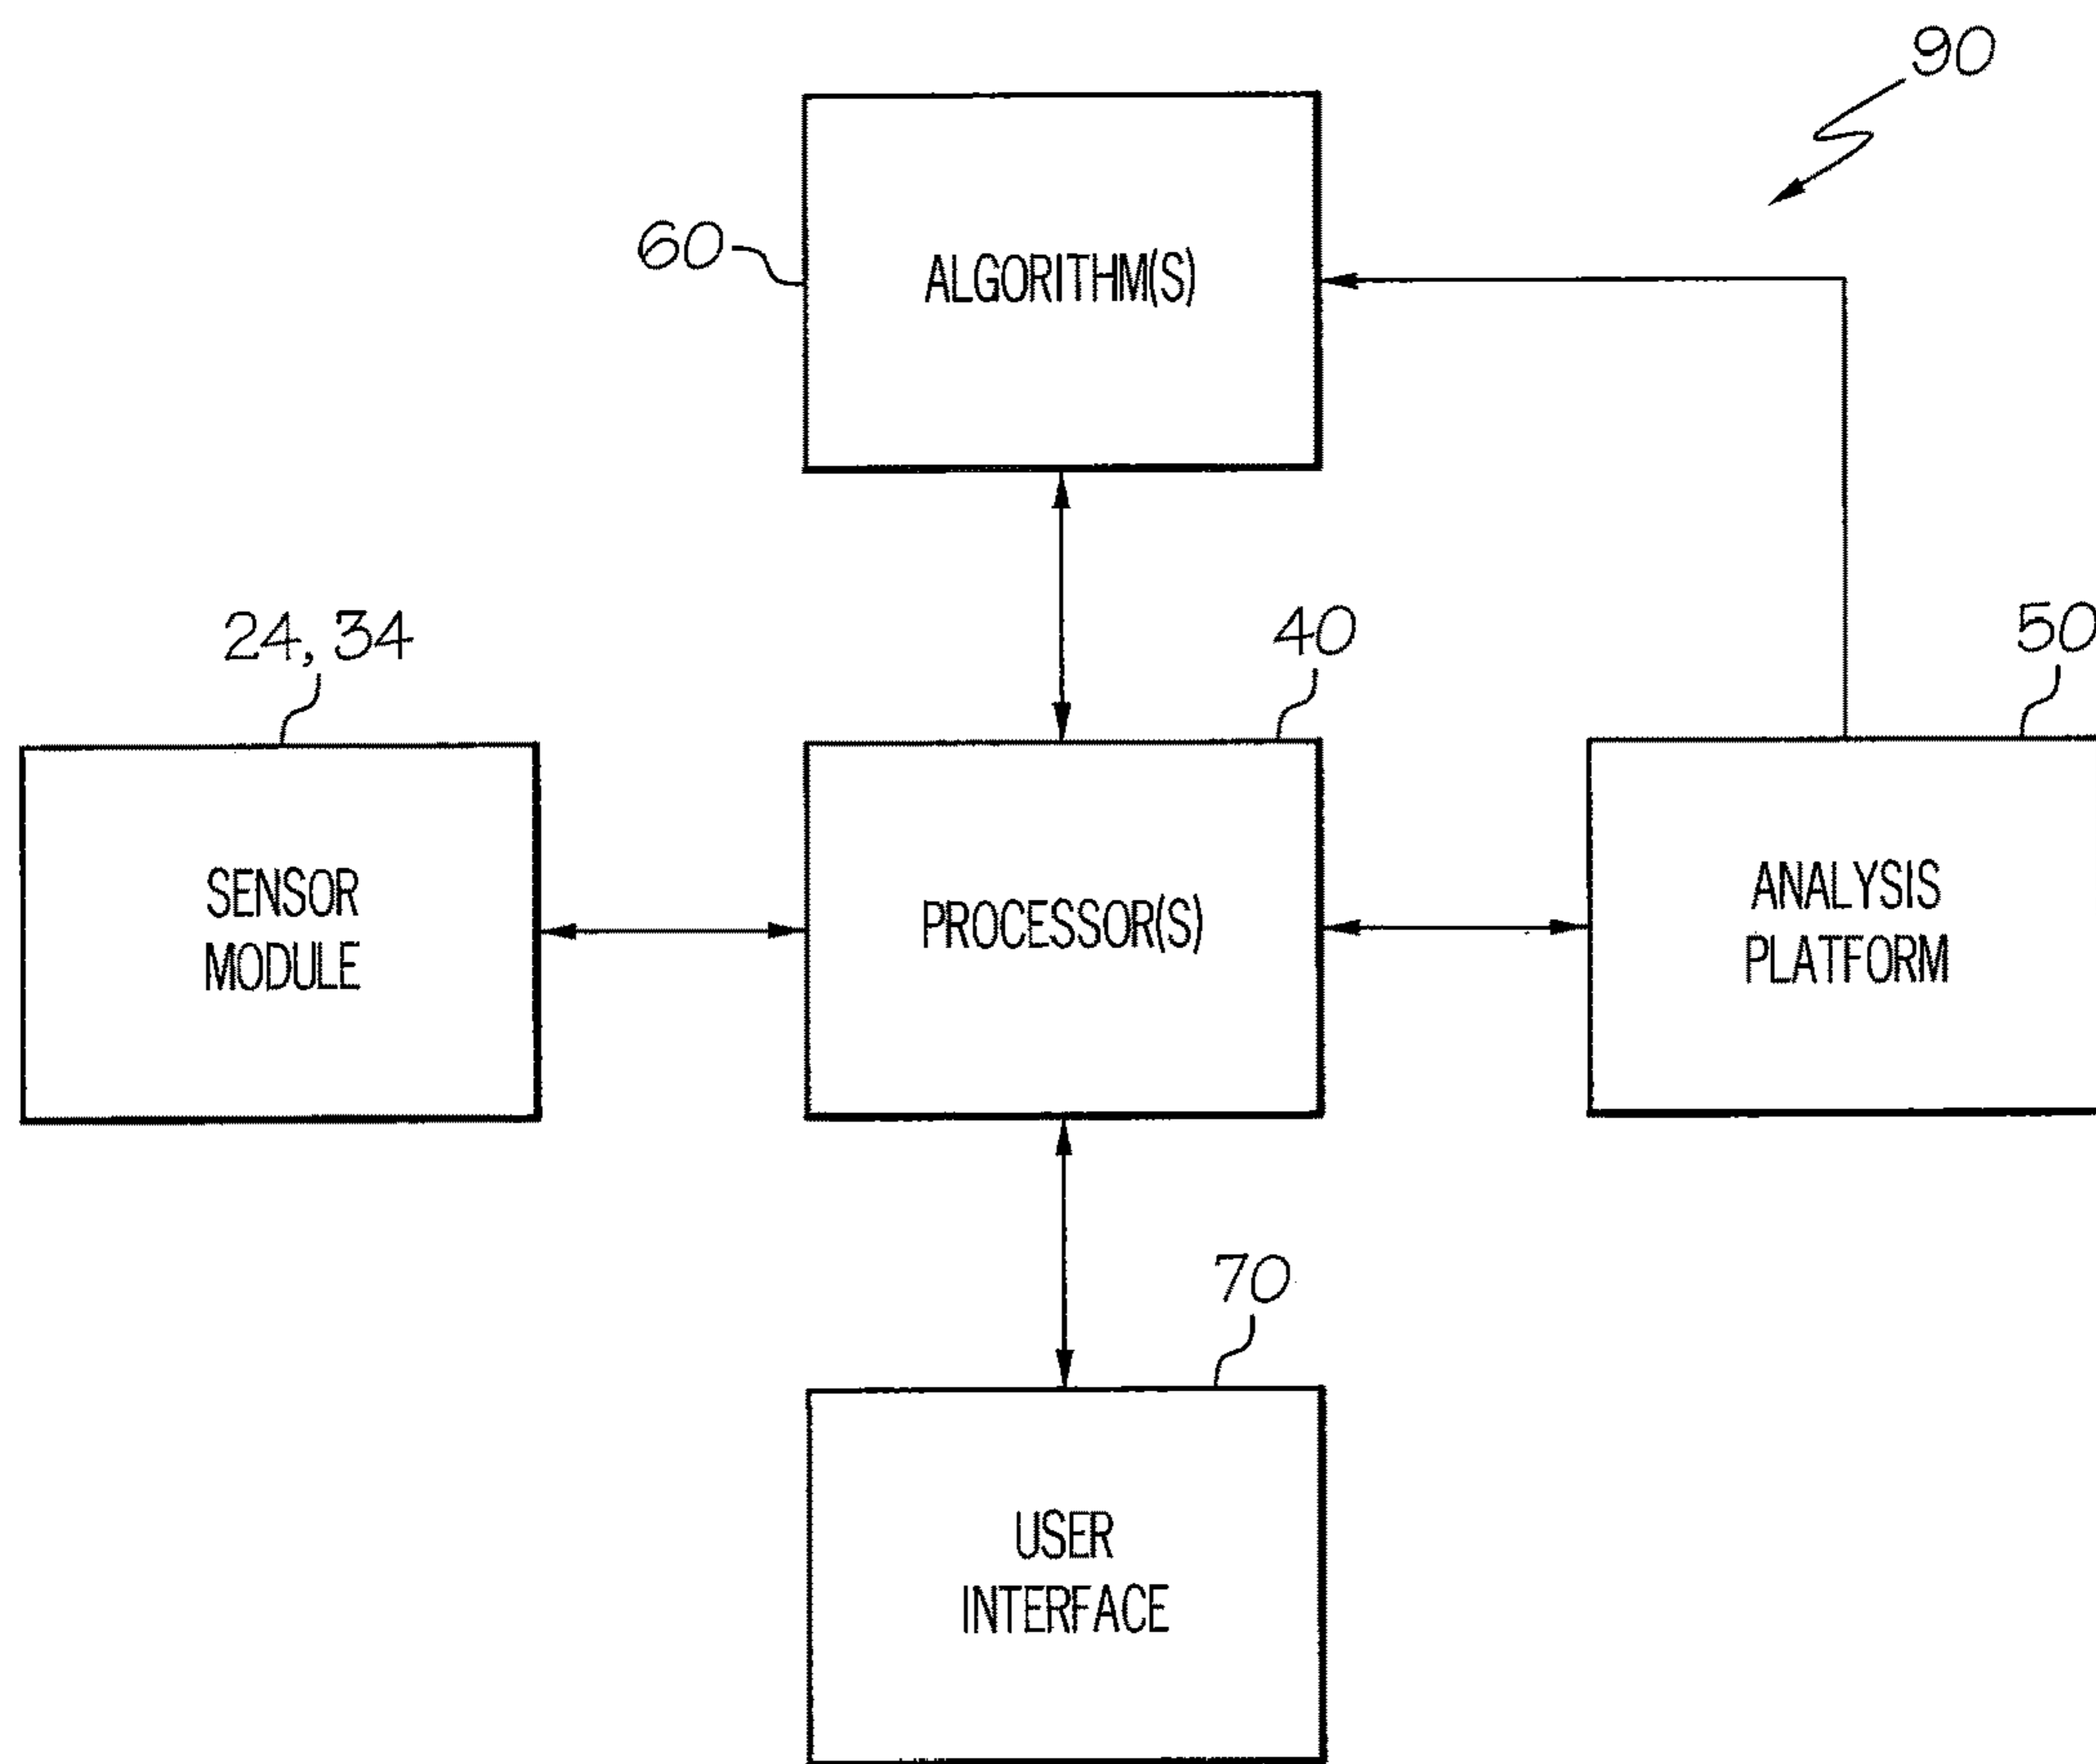 90
60
ALGORITHM(S)
24, 34
40
50
SENSOR
MODULE
PROCESSOR(S)
ANALYSIS
PLATFORM
70
USER
INTERFACE